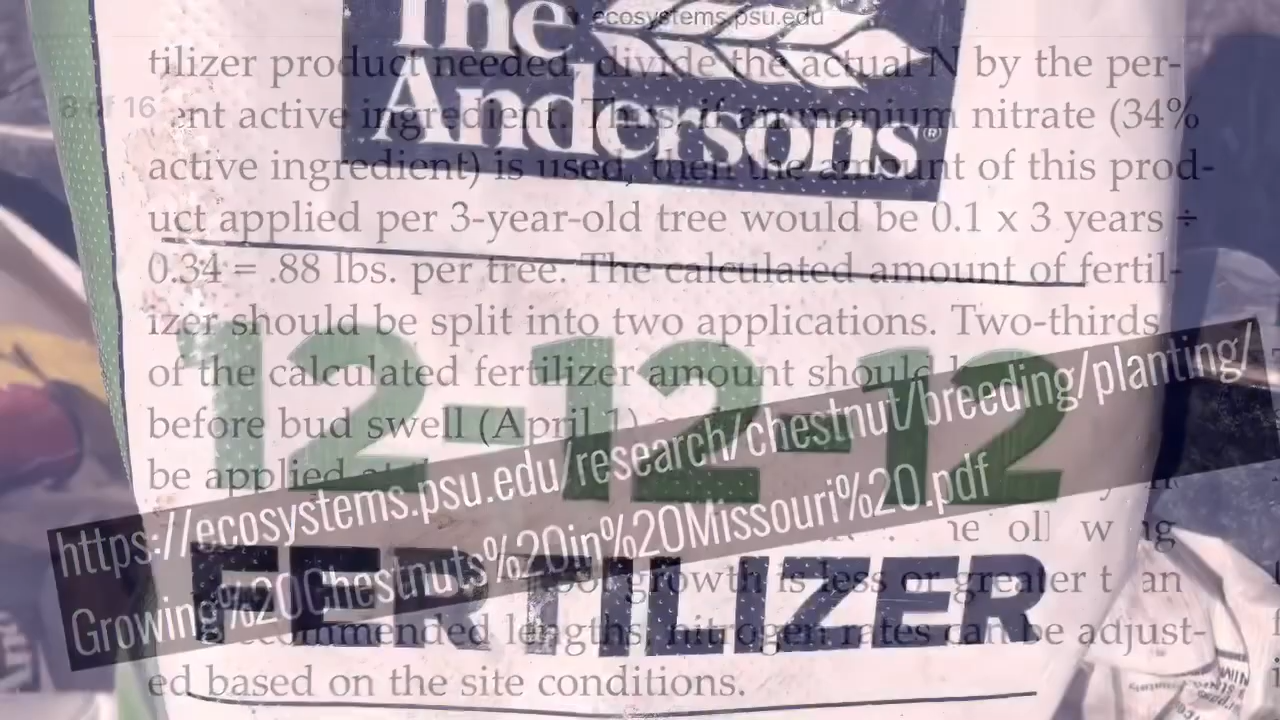 ecosystems.psu.edu
The
Andersons®
8 of 16
tilizer product needed, divide the actual N by the per-
ent active ingredient. Thus, if ammonium nitrate (34%
active ingredient) is used, then the amount of this prod-
uct applied per 3-year-old tree would be 0.1 x 3 years ÷
0.34 = .88 lbs. per tree. The calculated amount of fertil-
izer should be split into two applications. Two-thirds
of the calculated fertilizer amount should
before bud swell (April 1)
be applied
12-12-12
https://ecosystems.psu.edu/research/chestnut/breeding/planting/
Growing%20Chestnuts%20in%20Missouri%20.pdf
FERTILIZER
growth is less or greater
lengths, nitrogen rates can be adjust-
ed based on the site conditions.